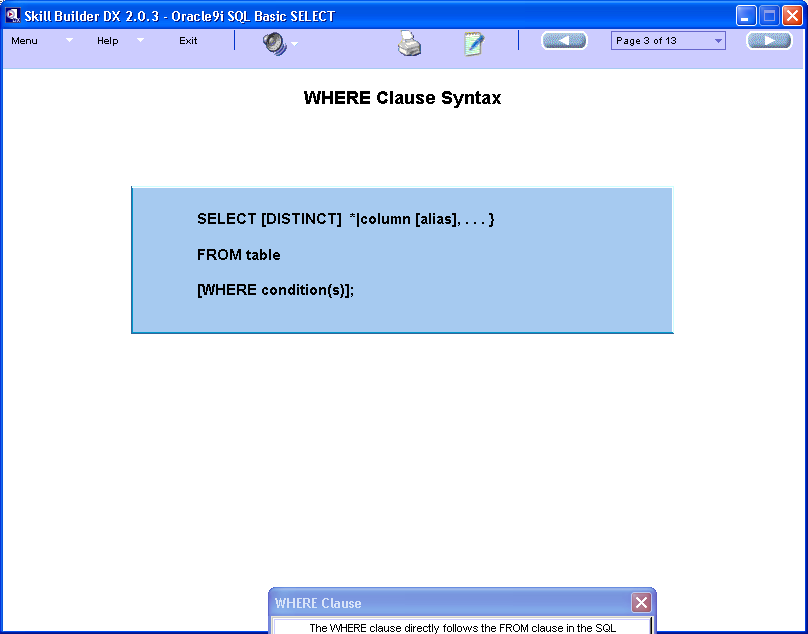 Skill Builder DX 2.0.3 - Oracle9i SQL Basic SELECT
Menu Help Exit Page 3 of 13
WHERE Clause Syntax
SELECT [DISTINCT] *|column [alias], . . . }
FROM table
[WHERE condition(s)];
WHERE Clause
The WHERE clause directly follows the FROM clause in the SQL